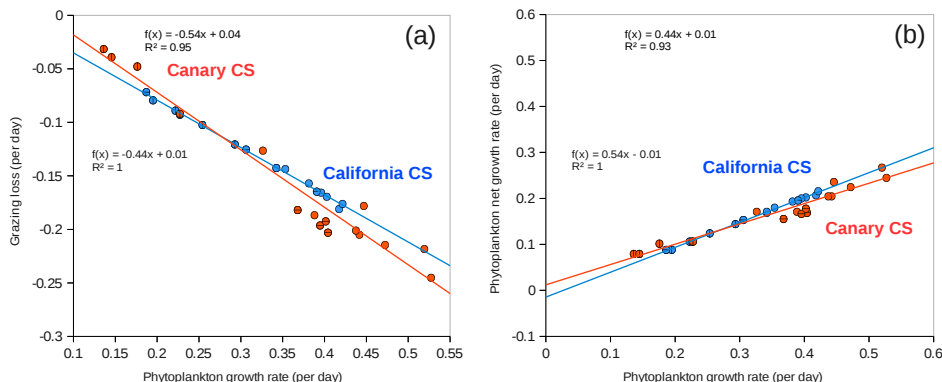 (a)
f(x) = -0.54x + 0.04
R² = 0.95
Canary CS
f(x) = -0.44x + 0.01
R² = 1
California CS
Grazing loss (per day)
0
-0.05
-0.1
-0.15
-0.2
-0.25
-0.3
0.1 0.15 0.2 0.25 0.3 0.35 0.4 0.45 0.5 0.55
Phytoplankton growth rate (per day)
(b)
f(x) = 0.44x + 0.01
R² = 0.93
f(x) = 0.54x - 0.01
R² = 1
California CS
Canary CS
Phytoplankton net growth rate (per day)
0.6
0.5
0.4
0.3
0.2
0.1
0
-0.1
0 0.1 0.2 0.3 0.4 0.5 0.6
Phytoplankton growth rate (per day)